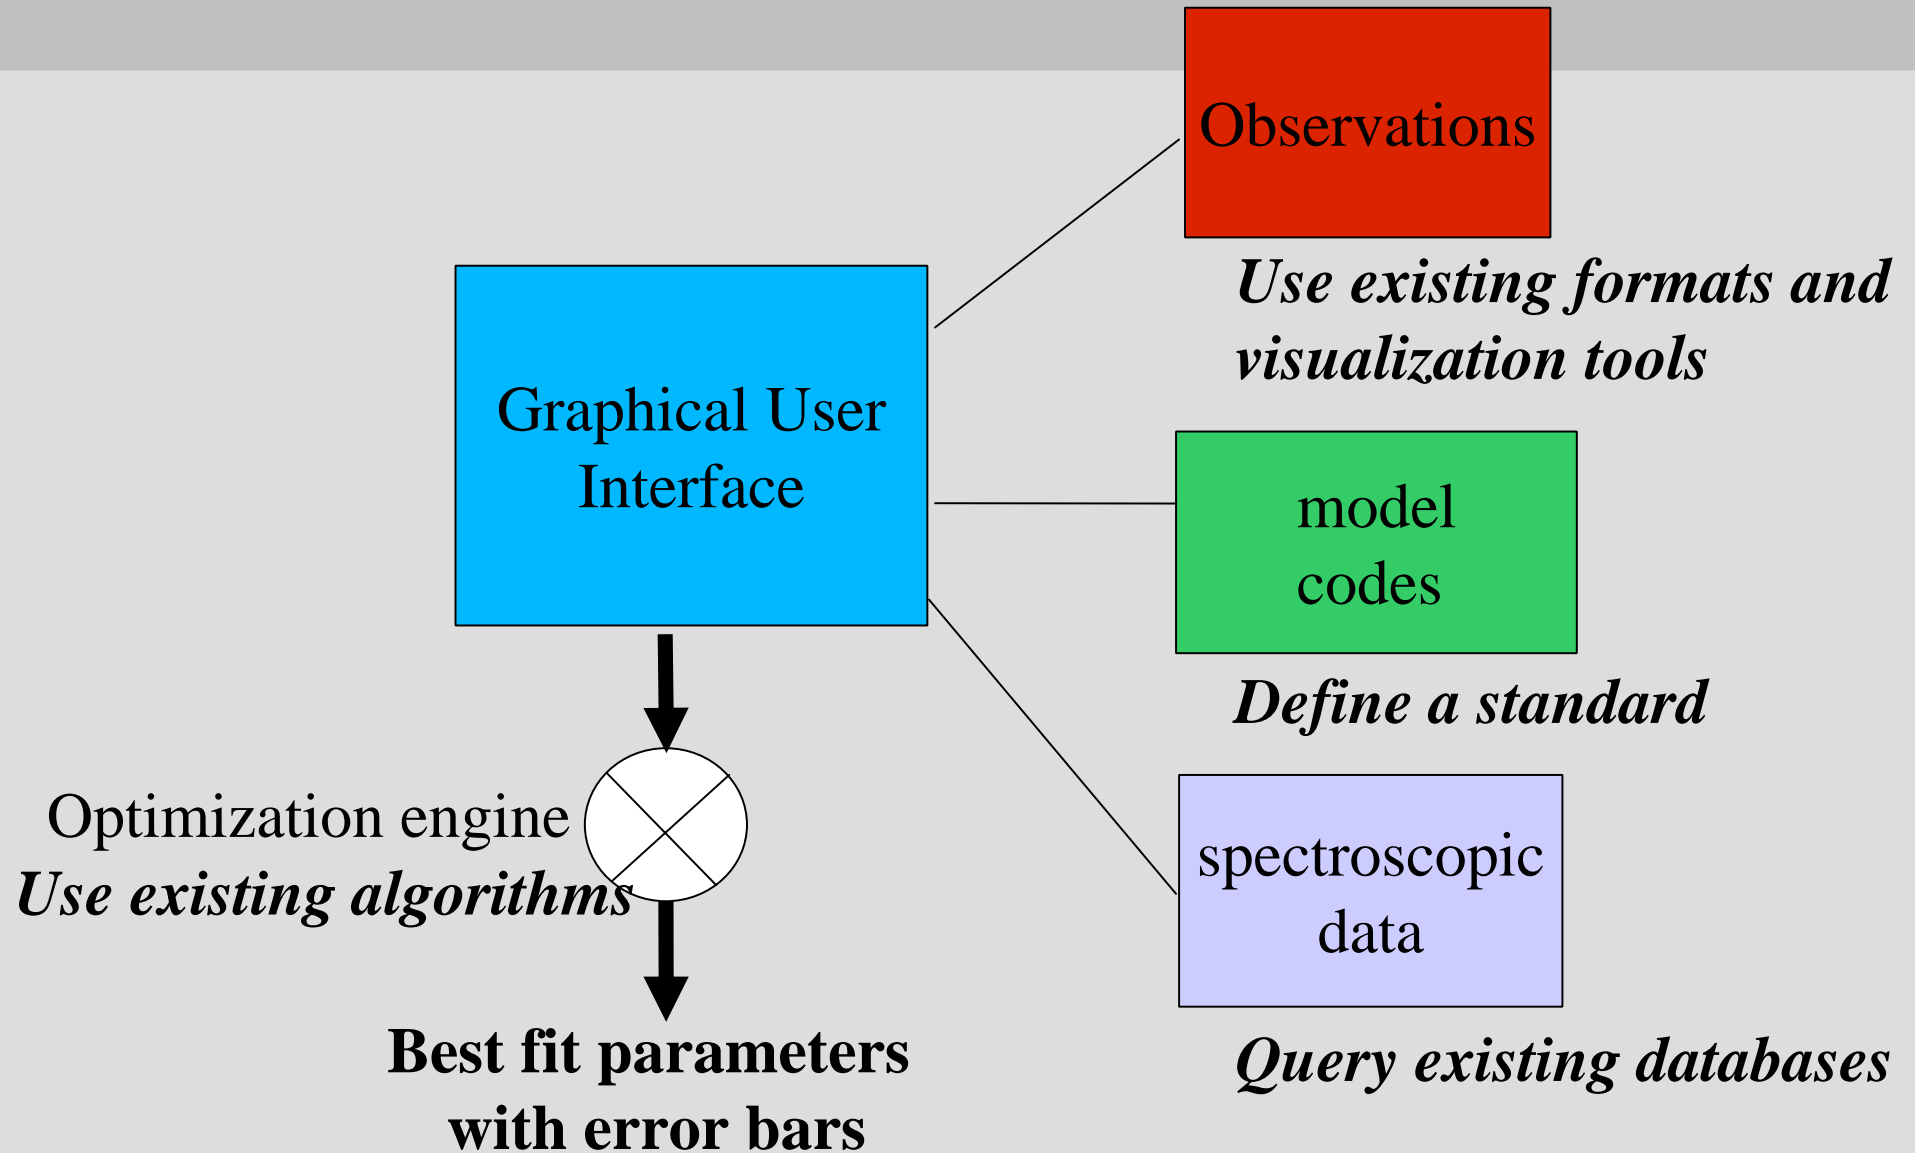 Observations
Use existing formats and
visualization tools
Graphical User
Interface
model
codes
Define a standard
Optimization engine
Use existing algorithms
spectroscopic
data
Best fit parameters
with error bars
Query existing databases